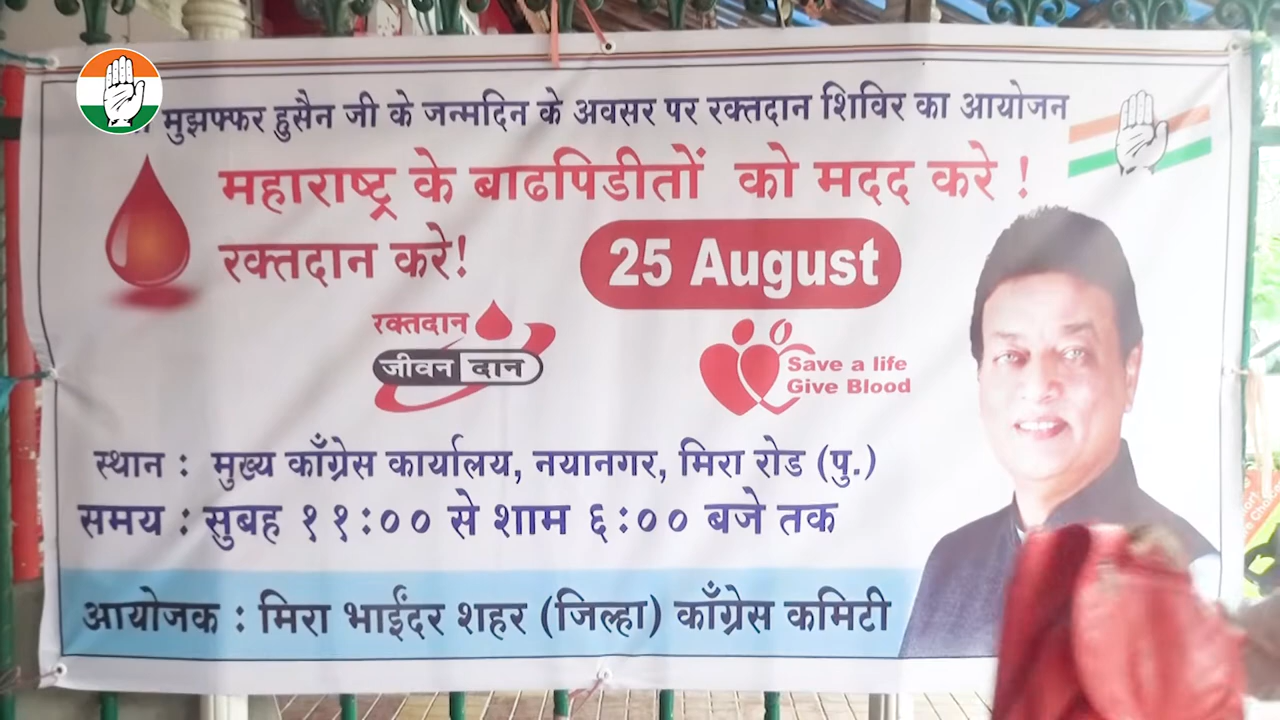 मुझफ्फर हुसैन जी के जन्मदिन के अवसर पर रक्तदान शिविर का आयोजन
महाराष्ट्र के बाढपिडीतों को मदद करे !
रक्तदान करे!
25 August
रक्तदान
जीवन दान
Save a life
Give Blood
स्थान : मुख्य काँग्रेस कार्यालय, नयानगर, मिरा रोड (पु.)
समय : सुबह ११:०० से शाम ६:०० बजे तक
आयोजक : मिरा भाईंदर शहर (जिल्हा) काँग्रेस कमिटी